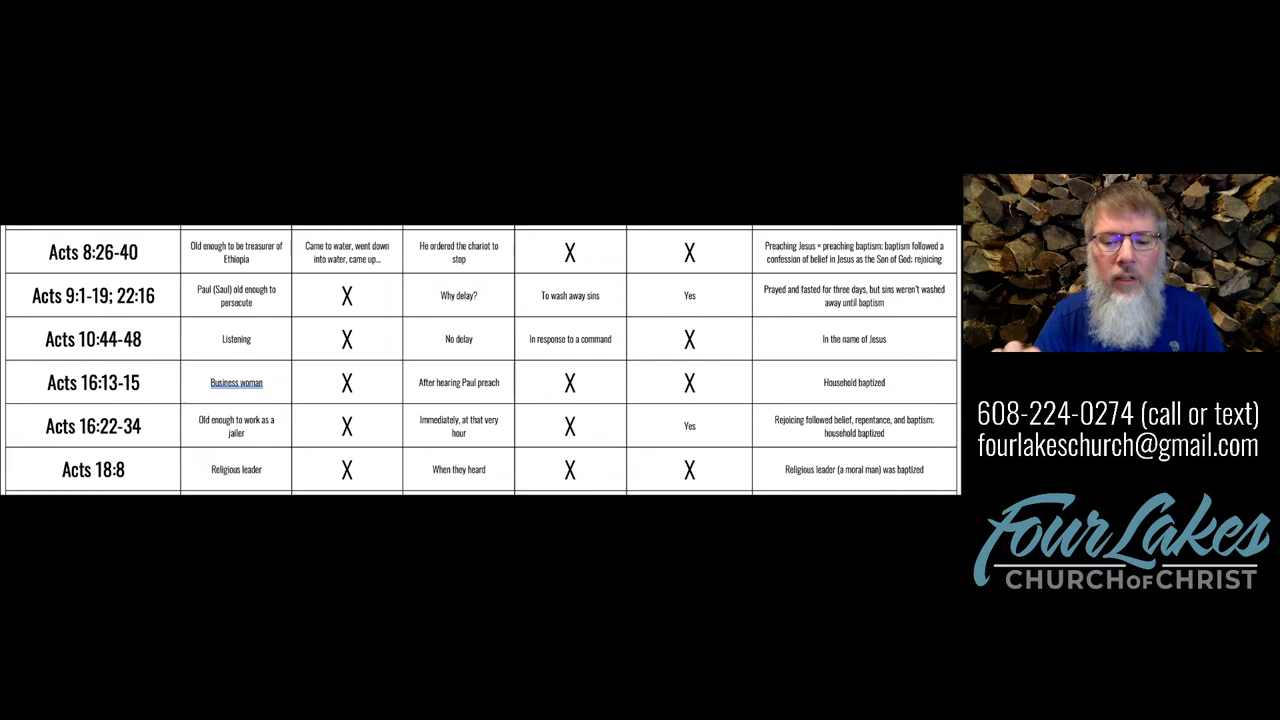 Acts 8:26-40
Old enough to be treasurer of
Ethiopia
Came to water, went down
into water, came up...
He ordered the chariot to
stop
X
X
Preaching Jesus = preaching baptism; baptism followed a
confession of belief in Jesus as the Son of God; rejoicing
Acts 9:1-19; 22:16
Paul (Saul) old enough to
persecute
X
Why delay?
To wash away sins
Yes
Prayed and fasted for three days, but sins weren't washed
away until baptism
Acts 10:44-48
Listening
X
No delay
In response to a command
X
In the name of Jesus
Acts 16:13-15
Business woman
X
After hearing Paul preach
X
X
Household baptized
Acts 16:22-34
Old enough to work as a
jailer
X
Immediately, at that very
hour
X
Yes
Rejoicing followed belief, repentance, and baptism;
household baptized
Acts 18:8
Religious leader
X
When they heard
X
X
Religious leader (a moral man) was baptized
608-224-0274 (call or text)
fourlakeschurch@gmail.com
Four Lakes
CHURCH OF CHRIST